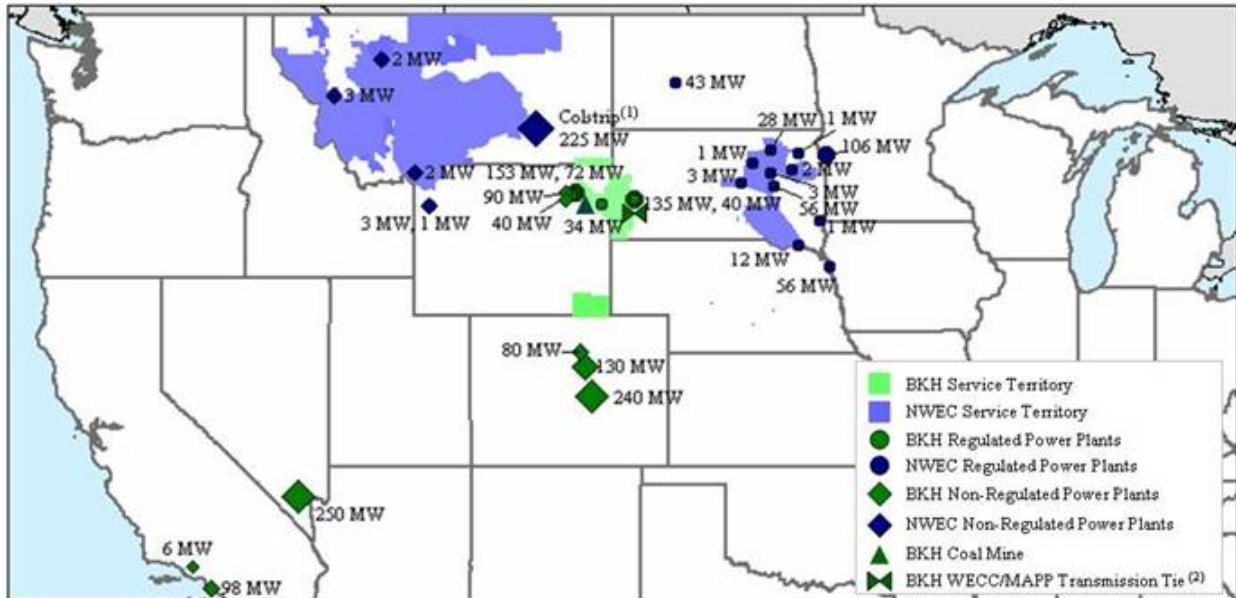 2 MW
3 MW
43 MW
Colstrip(1)
225 MW
28 MW
1 MW
106 MW
1 MW
2 MW
153 MW, 72 MW
2 MW
3 MW
3 MW
90 MW
135 MW, 40 MW
56 MW
3 MW, 1 MW
40 MW
34 MW
1 MW
12 MW
56 MW
80 MW
130 MW
240 MW
250 MW
6 MW
98 MW
BKH Service Territory
NWEC Service Territory
BKH Regulated Power Plants
NWEC Regulated Power Plants
BKH Non-Regulated Power Plants
NWEC Non-Regulated Power Plants
BKH Coal Mine
BKH WECC/MAPP Transmission Tie (2)